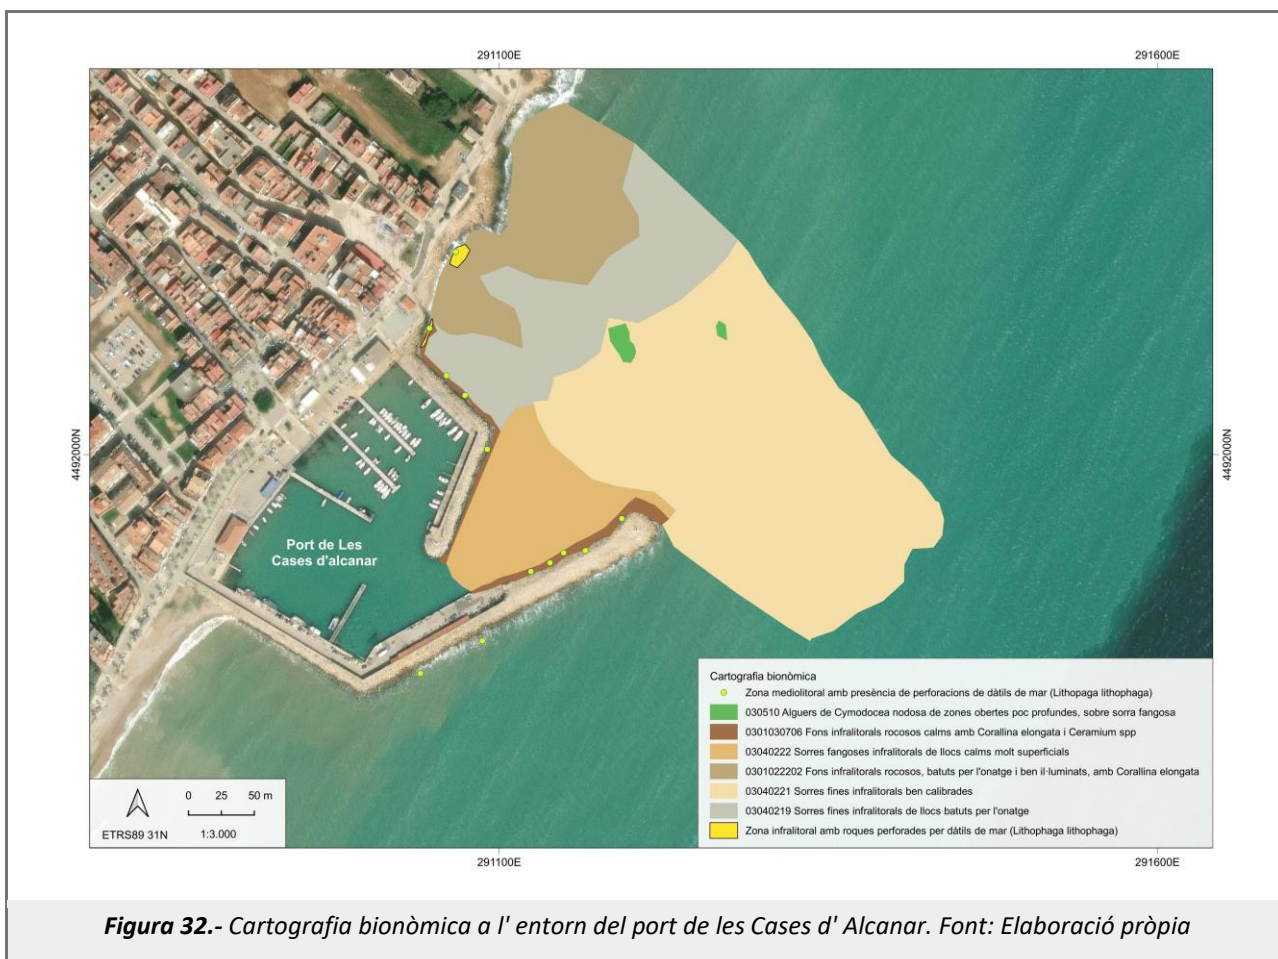 291100E
291600E
4492000N
4492000N
Port de Les
Cases d'alcanar
Cartografia bionòmica
Zona mediolitoral amb presència de perforacions de dàtils de mar (Lithopaga lithophaga)
030510 Alguers de Cymodocea nodosa de zones obertes poc profundes, sobre sorra fangosa
0301030706 Fons infralitorals rocosos calms amb Corallina elongata i Ceramium spp
03040222 Sorres fangoses infralitorals de llocs calms molt superficials
0301022202 Fons infralitorals rocosos, batuts per l'onatge i ben il·luminats, amb Corallina elongata
03040221 Sorres fines infralitorals ben calibrades
03040219 Sorres fines infralitorals de llocs batuts per l'onatge
Zona infralitoral amb roques perforades per dàtils de mar (Lithophaga lithophaga)
0 25 50 m
ETRS89 31N
1:3.000
291100E
291600E
Figura 32.- Cartografia bionòmica a l' entorn del port de les Cases d' Alcanar. Font: Elaboració pròpia